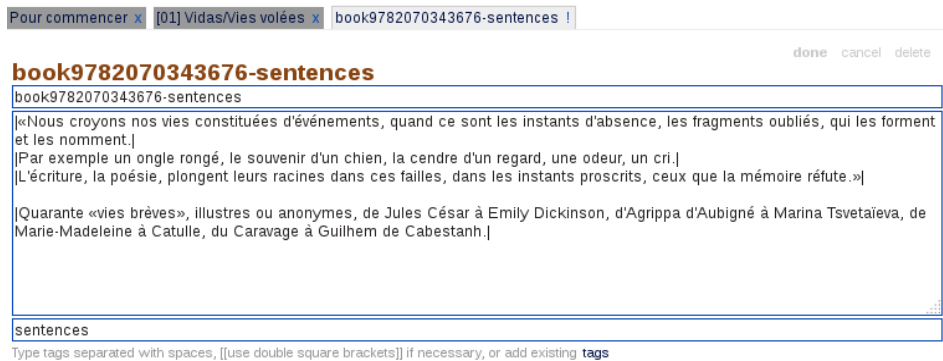 Pour commencer x [01] Vidas/Vies volées x book9782070343676-sentences !
done cancel delete
book9782070343676-sentences
book9782070343676-sentences
|«Nous croyons nos vies constituées d'événements, quand ce sont les instants d'absence, les fragments oubliés, qui les forment
et les nomment.|
|Par exemple un ongle rongé, le souvenir d'un chien, la cendre d'un regard, une odeur, un cri.|
|L'écriture, la poésie, plongent leurs racines dans ces failles, dans les instants proscrits, ceux que la mémoire réfute.»|
|Quarante «vies brèves», illustres ou anonymes, de Jules César à Emily Dickinson, d'Agrippa d'Aubigné à Marina Tsvetaïeva, de
Marie-Madeleine à Catulle, du Caravage à Guilhem de Cabestanh.|
sentences
Type tags separated with spaces, [[use double square brackets]] if necessary, or add existing tags